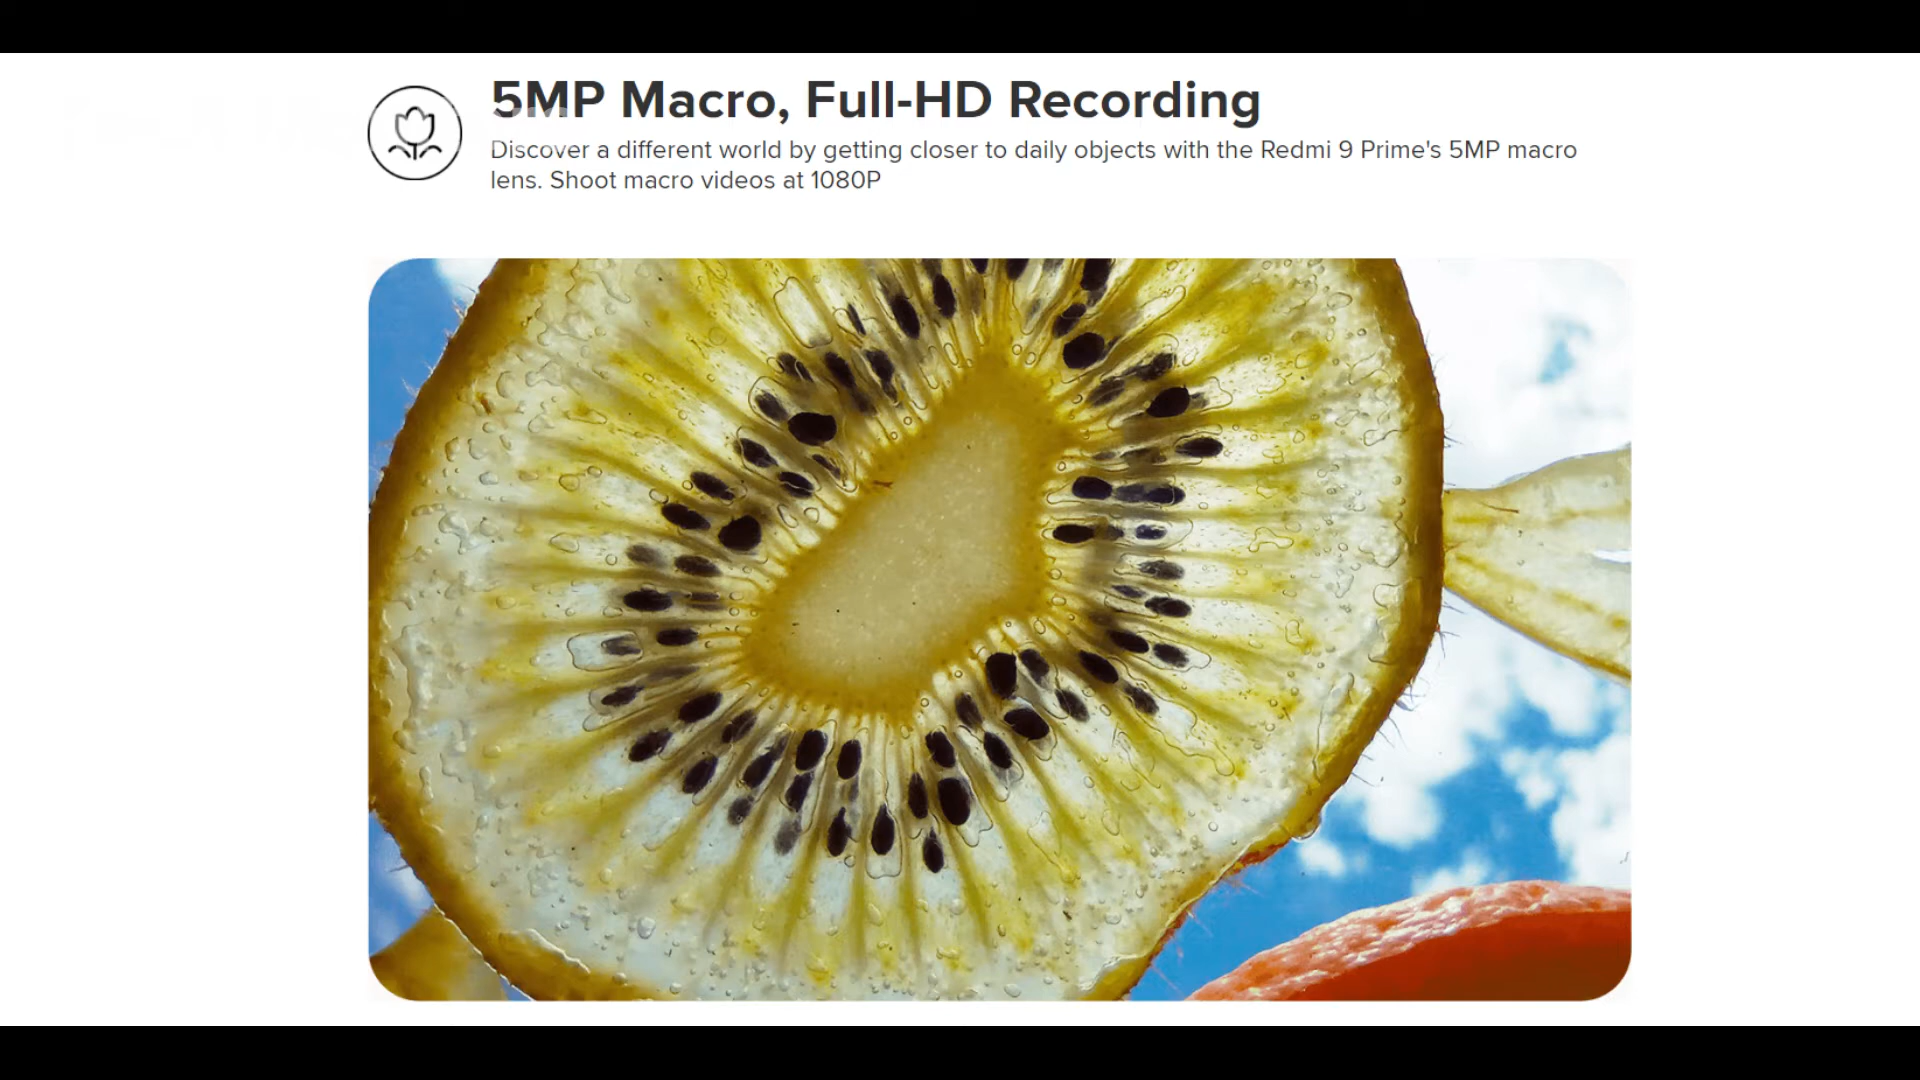 5MP Macro, Full-HD Recording
Discover a different world by getting closer to daily objects with the Redmi 9 Prime's 5MP macro
lens. Shoot macro videos at 1080P